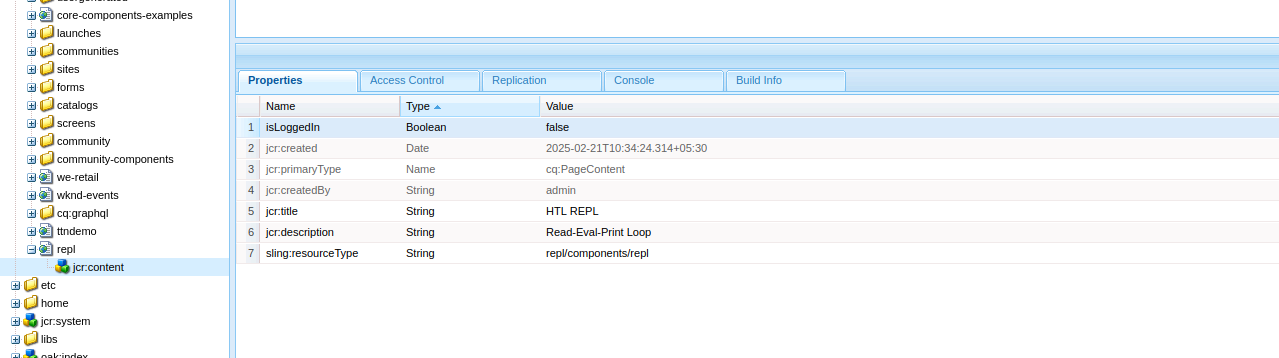 core-components-examples
launches
communities
sites
forms
catalogs
screens
community
community-components
we-retail
wknd-events
cq:graphql
ttndemo
repl
jcr:content
etc
home
jcr:system
libs
oak:index
Properties Access Control Replication Console Build Info
Name Type Value
1 isLoggedIn Boolean false
2 jcr:created Date 2025-02-21T10:34:24.314+05:30
3 jcr:primaryType Name cq:PageContent
4 jcr:createdBy String admin
5 jcr:title String HTL REPL
6 jcr:description String Read-Eval-Print Loop
7 sling:resourceType String repl/components/repl